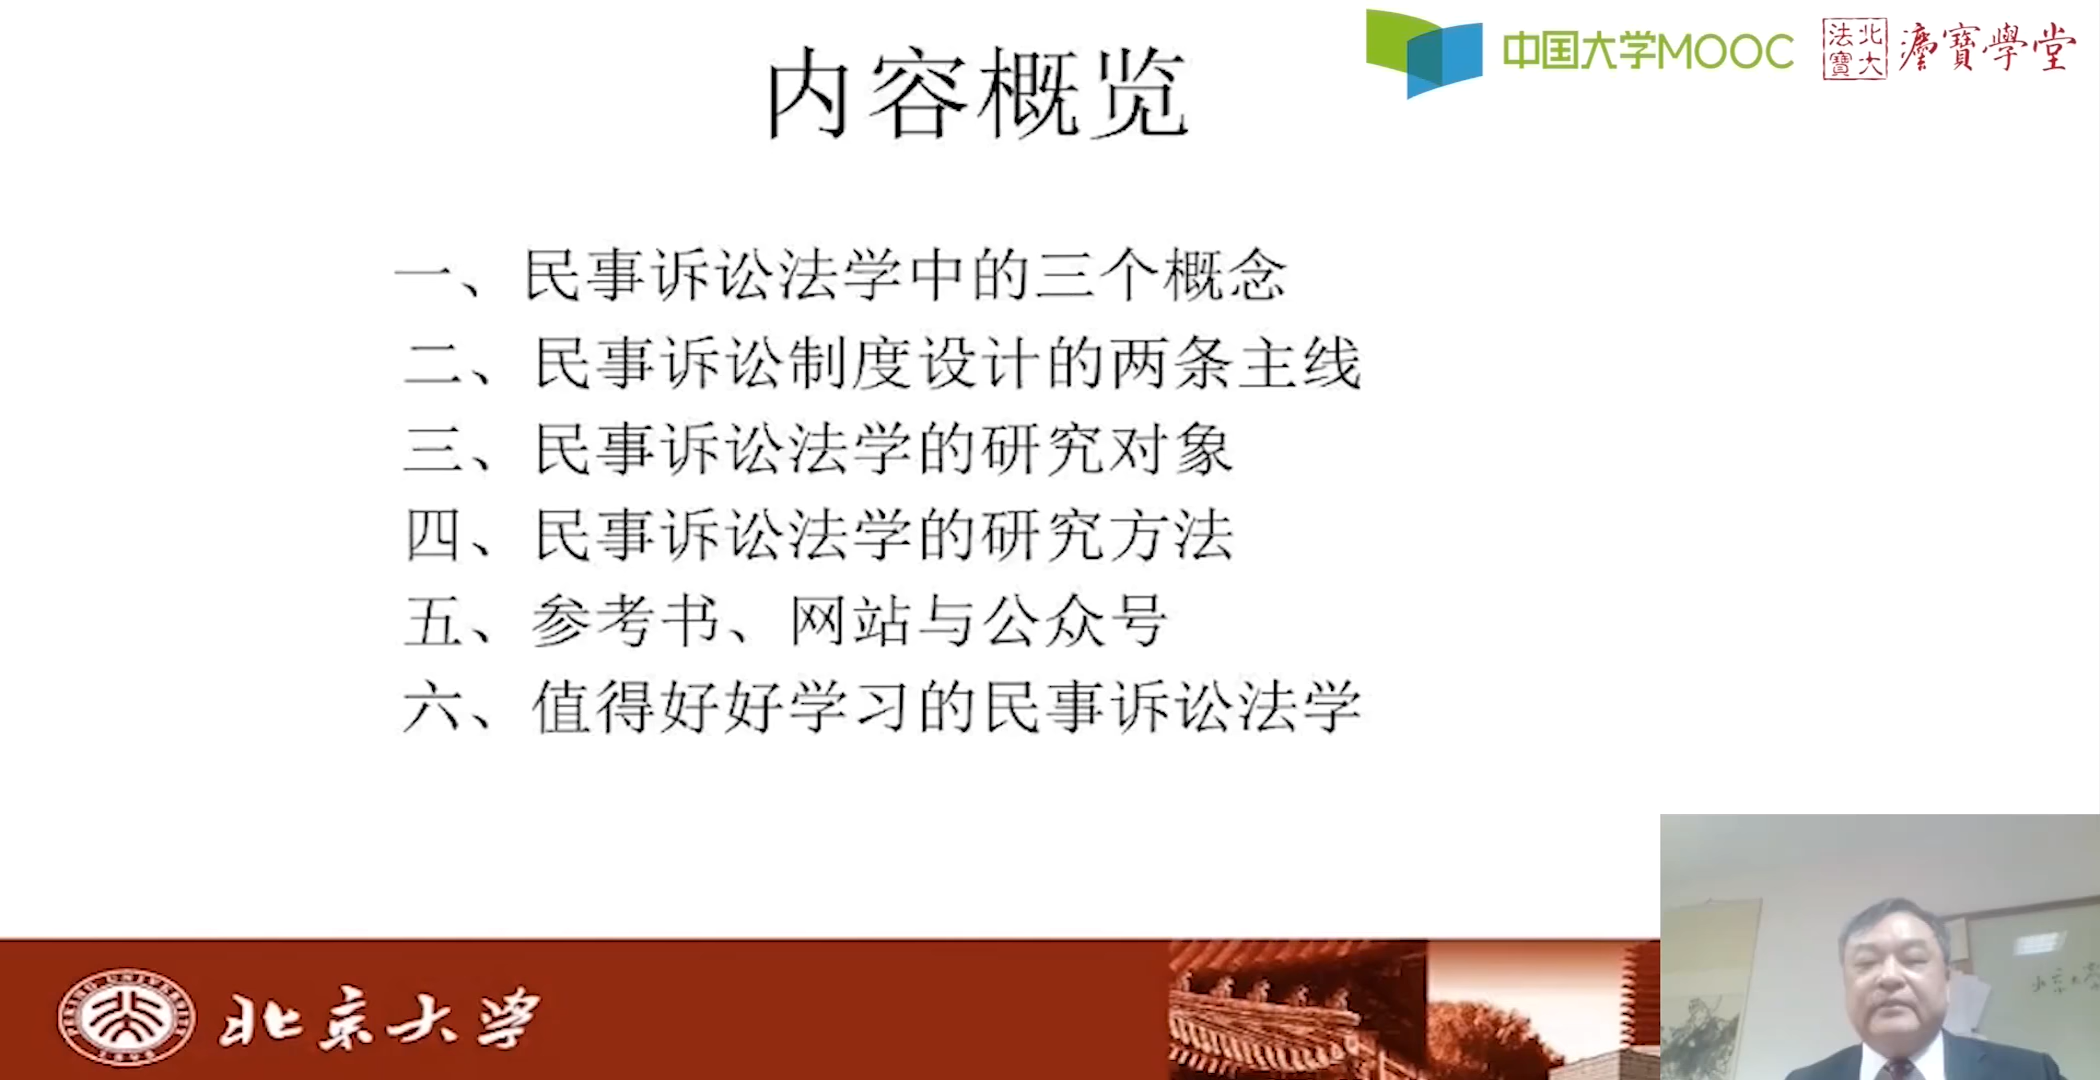 内容概览
中国大学MOOC
北大法寶
法寶學堂
一、民事诉讼法学中的三个概念
二、民事诉讼制度设计的两条主线
三、民事诉讼法学的研究对象
四、民事诉讼法学的研究方法
五、参考书、网站与公众号
六、值得好好学习的民事诉讼法学
北京大学